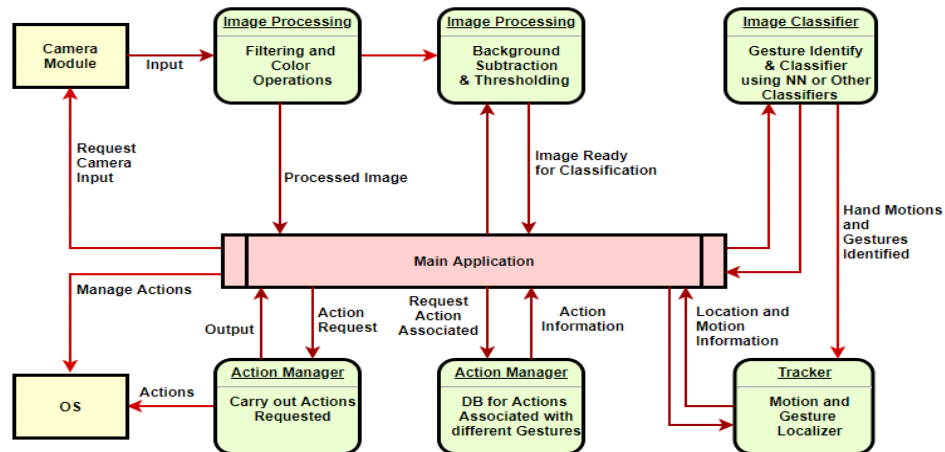 Image Processing
Image Processing
Image Classifier
Camera
Module
Input
Filtering and
Color
Operations
Background
Subtraction
& Thresholding
Gesture Identify
& Classifier
using NN or Other
Classifiers
Request
Camera
Input
Processed Image
Image Ready
for Classification
Hand Motions
and
Gestures
Identified
Main Application
Manage Actions
Output
Action
Request
Request
Action
Associated
Action
Information
Location and
Motion
Information
OS
Actions
Action Manager
Carry out Actions
Requested
Action Manager
DB for Actions
Associated with
different Gestures
Tracker
Motion and
Gesture
Localizer